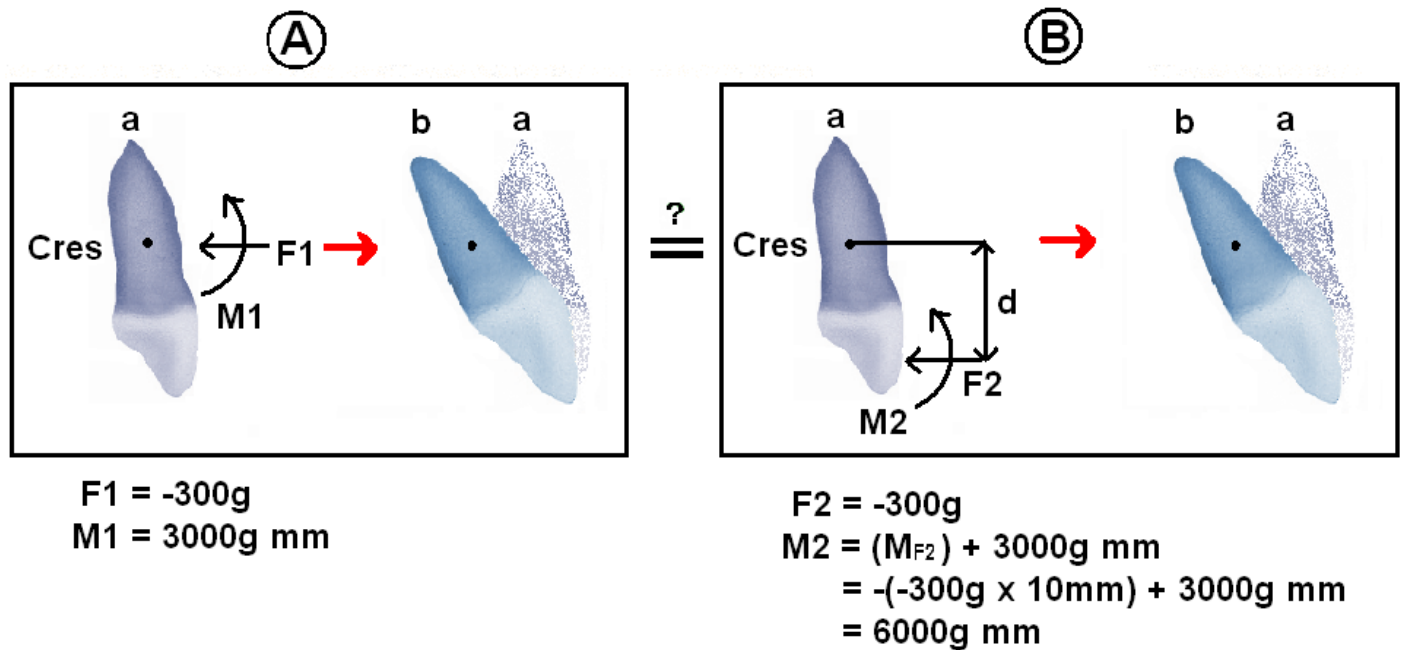 A
B
a
b a
Cres
F1
M1
?
=
a
b a
Cres
d
F2
M2
F1 = -300g
M1 = 3000g mm
F2 = -300g
M2 = (MF2) + 3000g mm
= -(-300g x 10mm) + 3000g mm
= 6000g mm